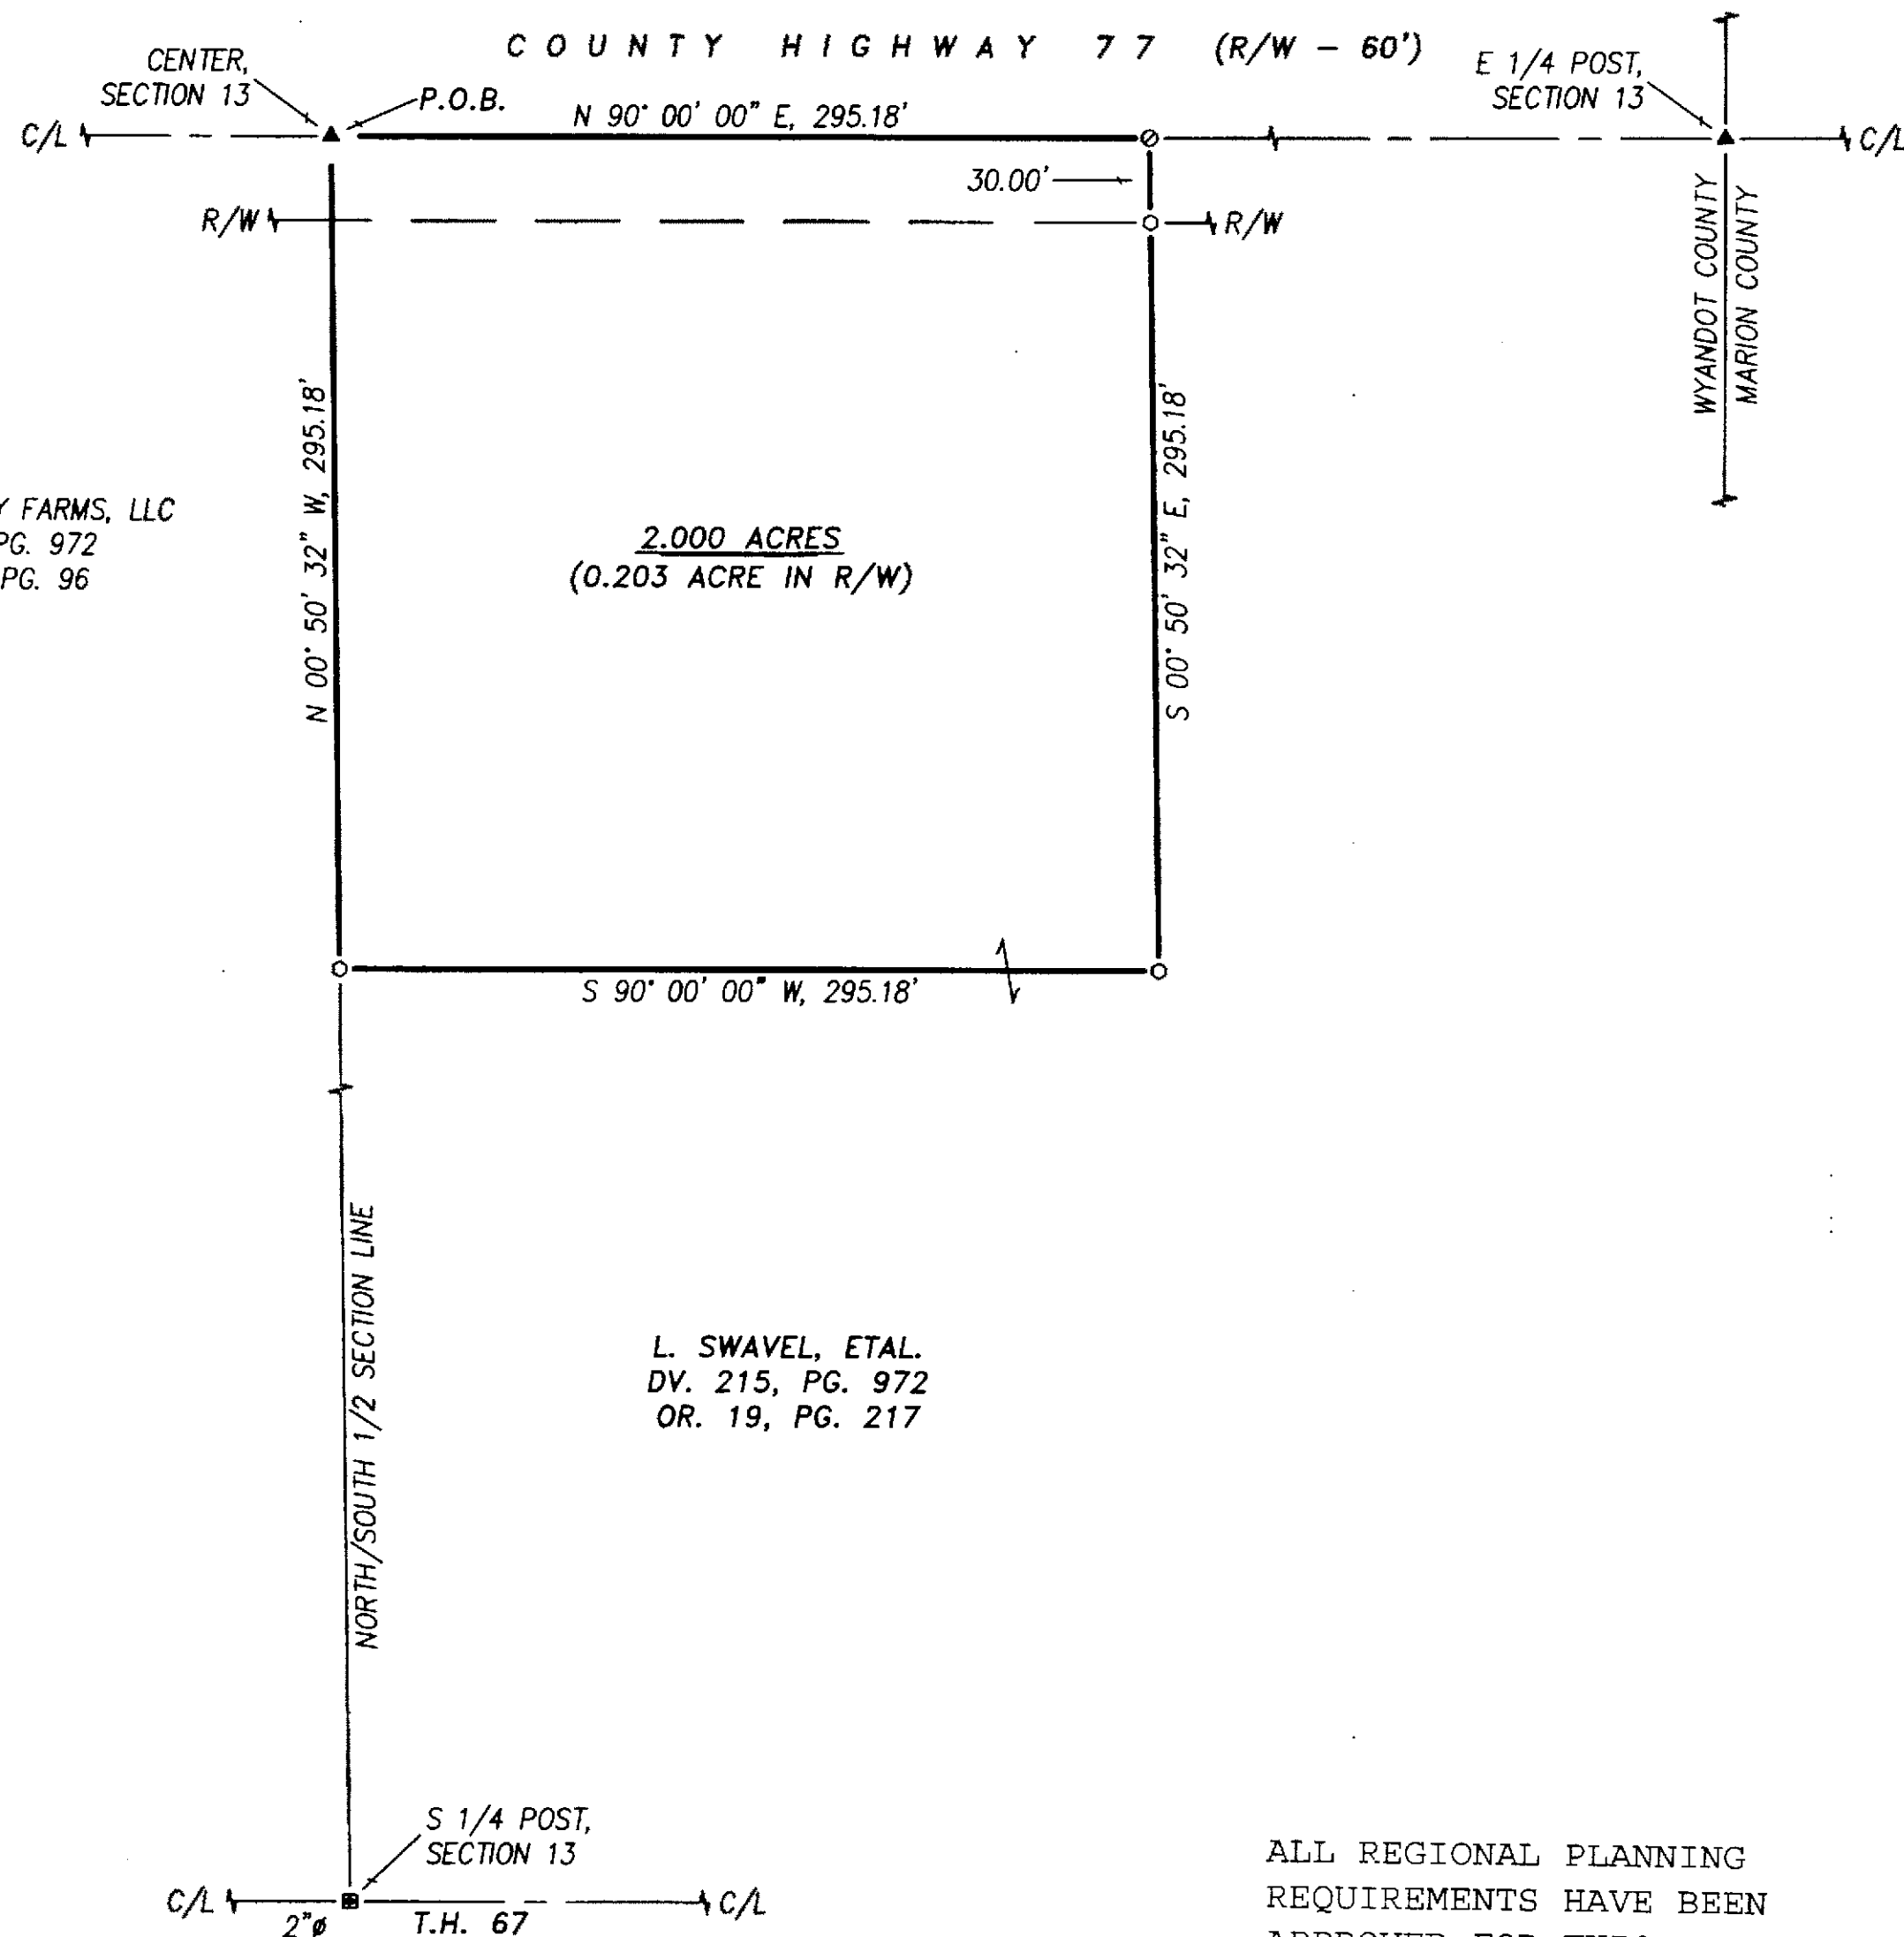 COUNTY HIGHWAY 77 (R/W - 60')
CENTER,
SECTION 13
P.O.B.
E 1/4 POST,
SECTION 13
C/L
N 90° 00' 00" E, 295.18'
C/L
30.00'
R/W
R/W
WYANDOT COUNTY
MARION COUNTY
N 00° 50' 32" W, 295.18'
S 00° 50' 32" E, 295.18'
FARMS, LLC
PG. 972
PG. 96
2.000 ACRES
(0.203 ACRE IN R/W)
S 90° 00' 00" W, 295.18'
NORTH/SOUTH 1/2 SECTION LINE
L. SWAVEL, ETAL.
DV. 215, PG. 972
OR. 19, PG. 217
S 1/4 POST,
SECTION 13
C/L
C/L
2"ø
T.H. 67
ALL REGIONAL PLANNING
REQUIREMENTS HAVE BEEN